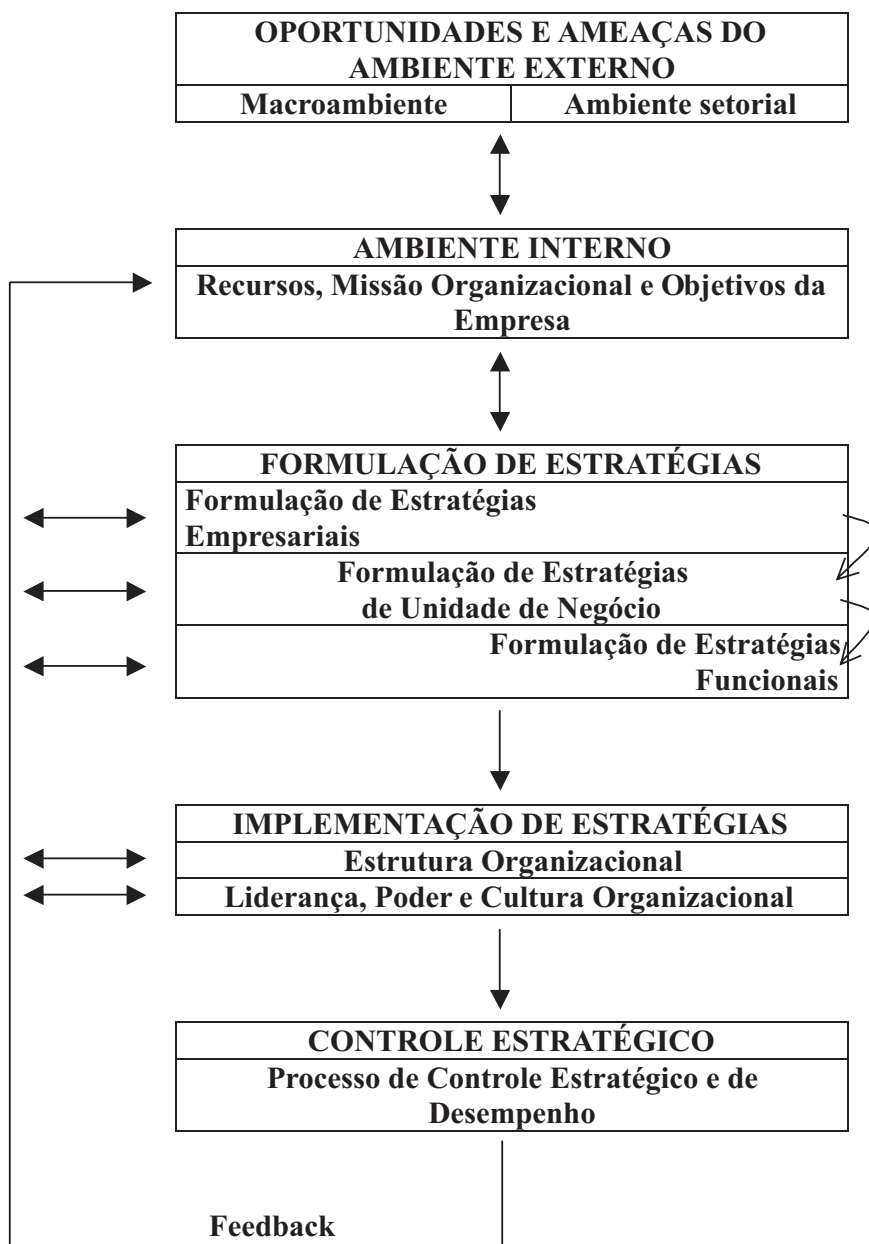 OPORTUNIDADES E AMEAÇAS DO
AMBIENTE EXTERNO
Macroambiente
Ambiente setorial
AMBIENTE INTERNO
Recursos, Missão Organizacional e Objetivos da
Empresa
FORMULAÇÃO DE ESTRATÉGIAS
Formulação de Estratégias
Empresariais
Formulação de Estratégias
de Unidade de Negócio
Formulação de Estratégias
Funcionais
IMPLEMENTAÇÃO DE ESTRATÉGIAS
Estrutura Organizacional
Liderança, Poder e Cultura Organizacional
CONTROLE ESTRATÉGICO
Processo de Controle Estratégico e de
Desempenho
Feedback